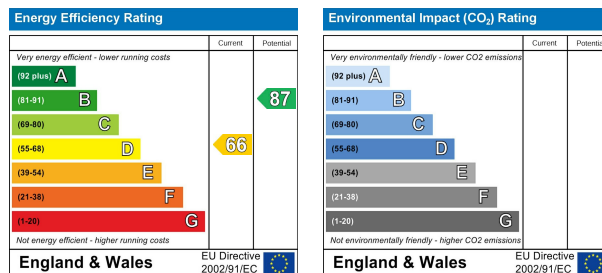 Energy Efficiency Rating
Current Potential
Very energy efficient - lower running costs
(92 plus) A
(81-91) B
87
(69-80) C
(55-68) D
66
(39-54) E
(21-38) F
(1-20) G
Not energy efficient - higher running costs
England & Wales
EU Directive
2002/91/EC
Environmental Impact (CO₂) Rating
Current Potential
Very environmentally friendly - lower CO2 emissions
(92 plus) A
(81-91) B
(69-80) C
(55-68) D
(39-54) E
(21-38) F
(1-20) G
Not environmentally friendly - higher CO2 emissions
England & Wales
EU Directive
2002/91/EC